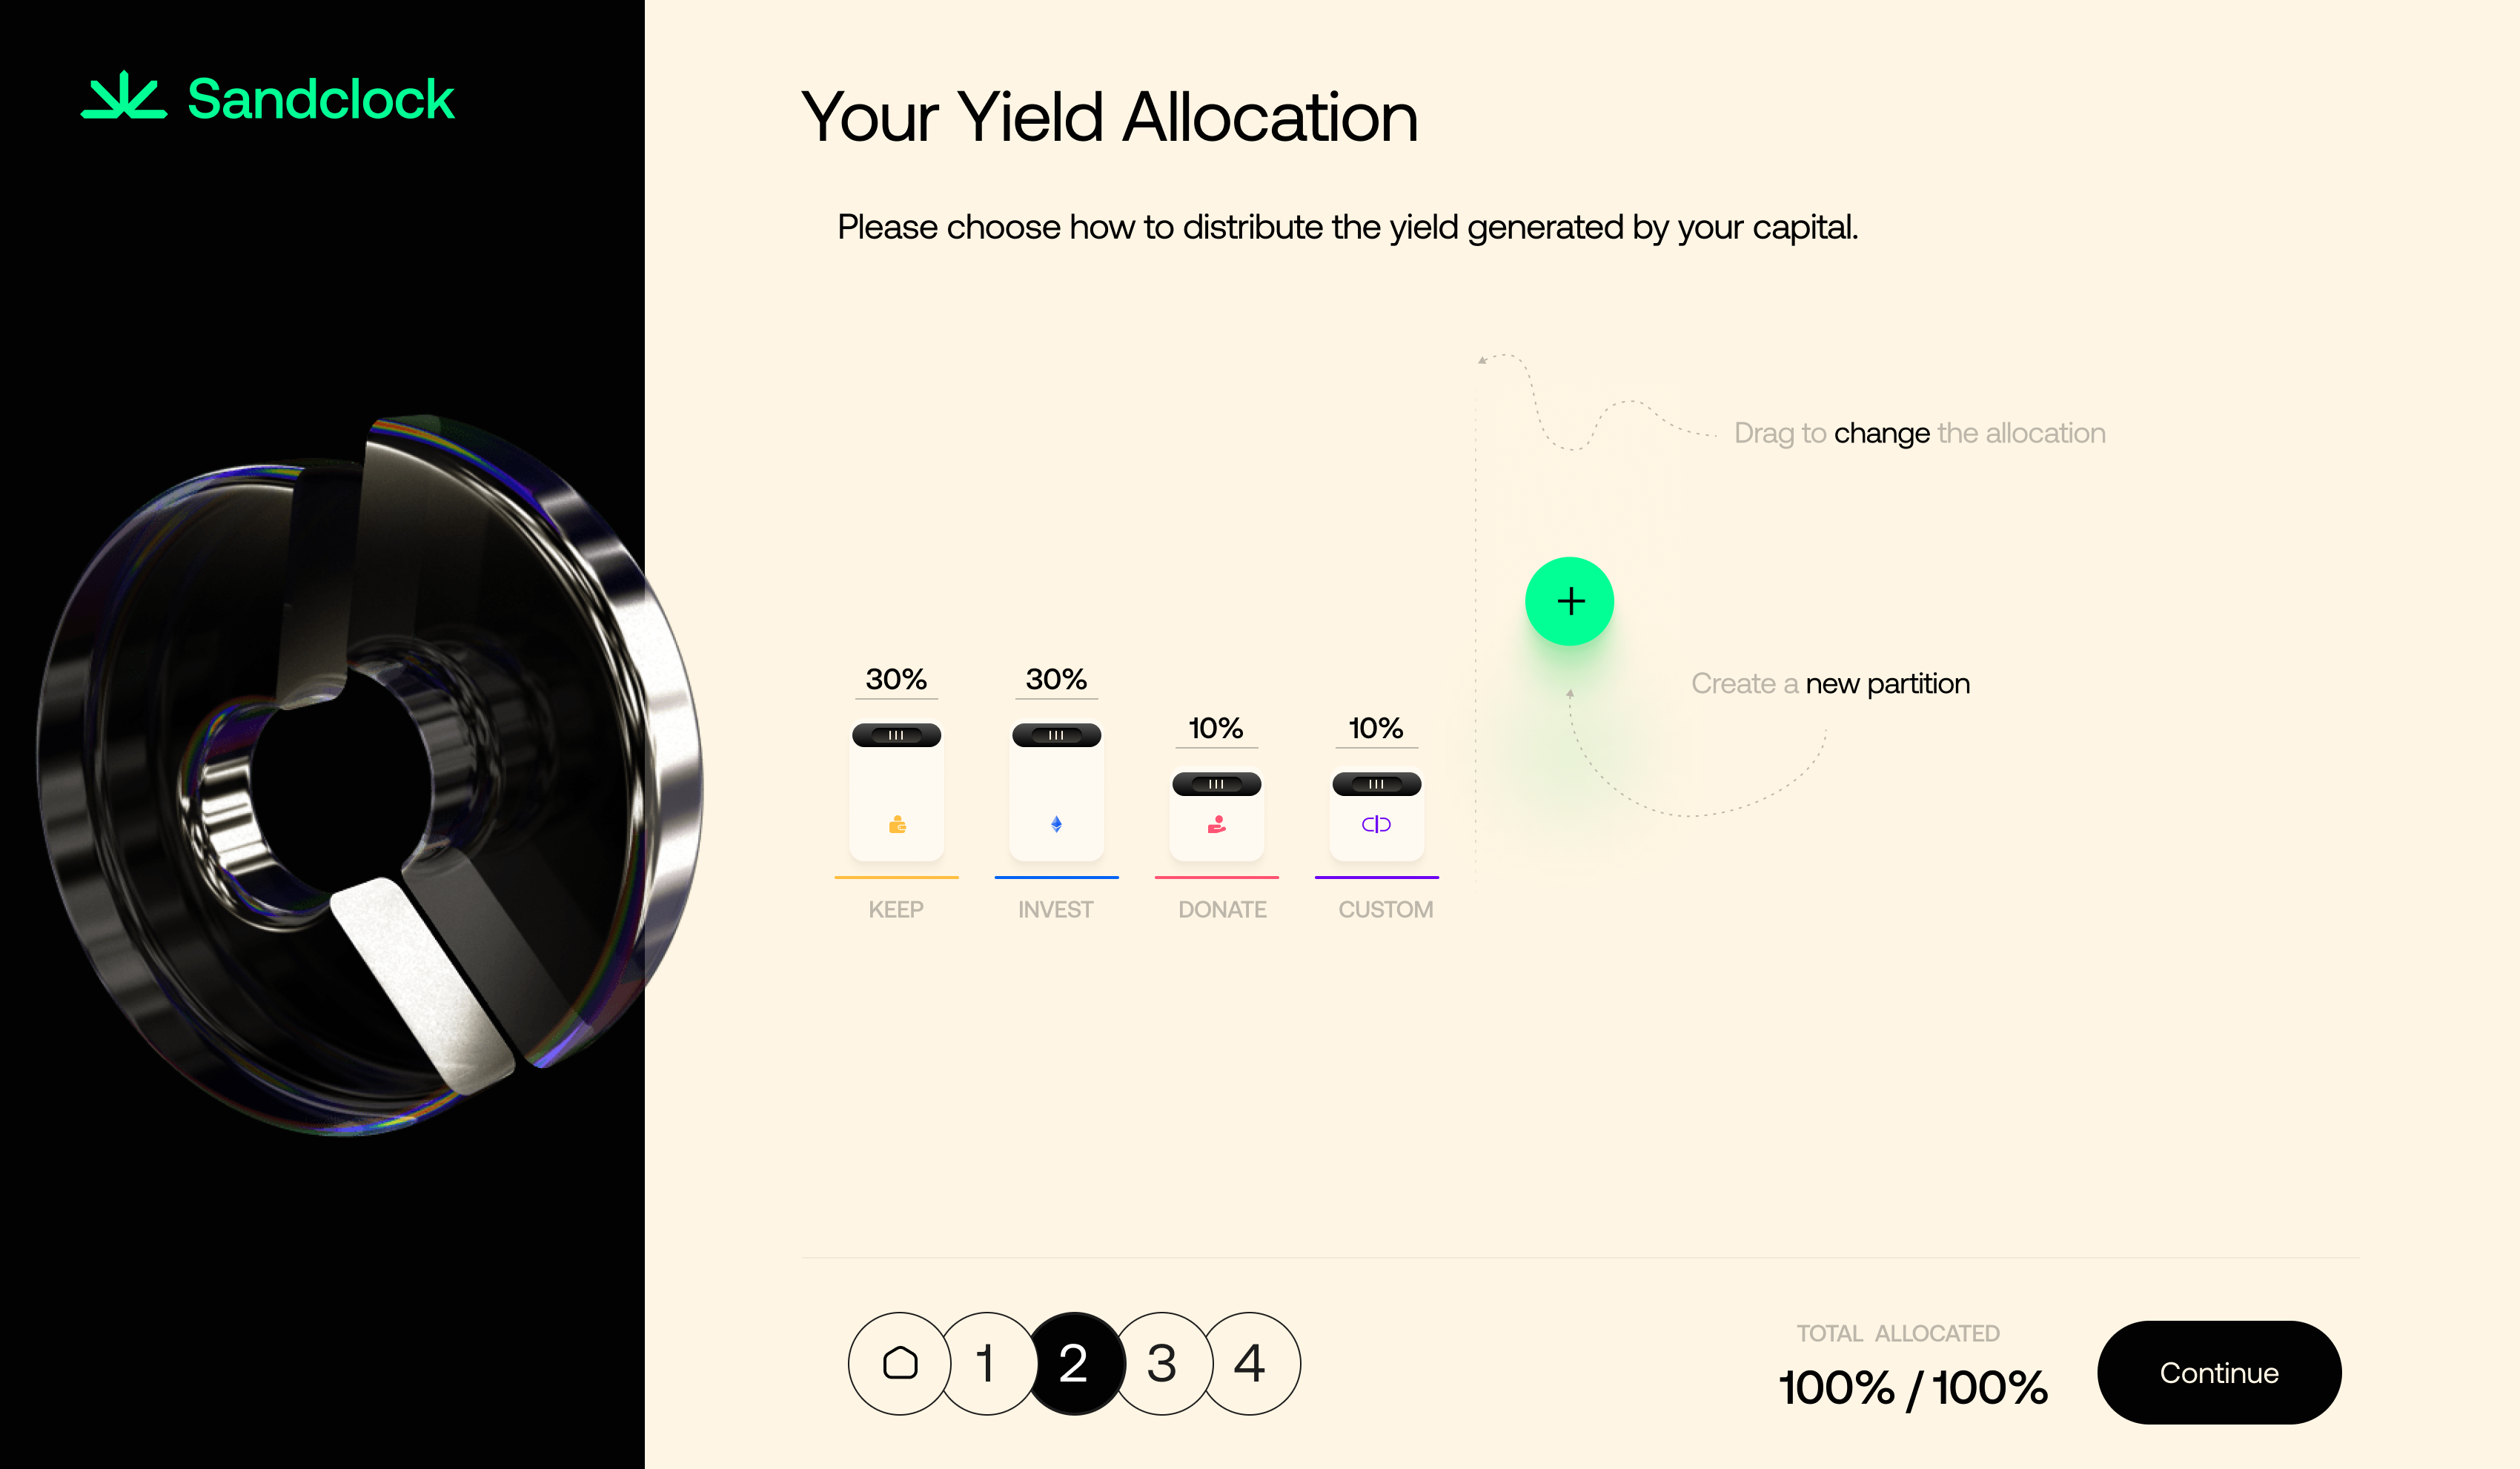 Sandclock
Your Yield Allocation
Please choose how to distribute the yield generated by your capital.
Drag to change the allocation
Create a new partition
30%
30%
10%
10%
KEEP
INVEST
DONATE
CUSTOM
1
2
3
4
TOTAL ALLOCATED
100% / 100%
Continue